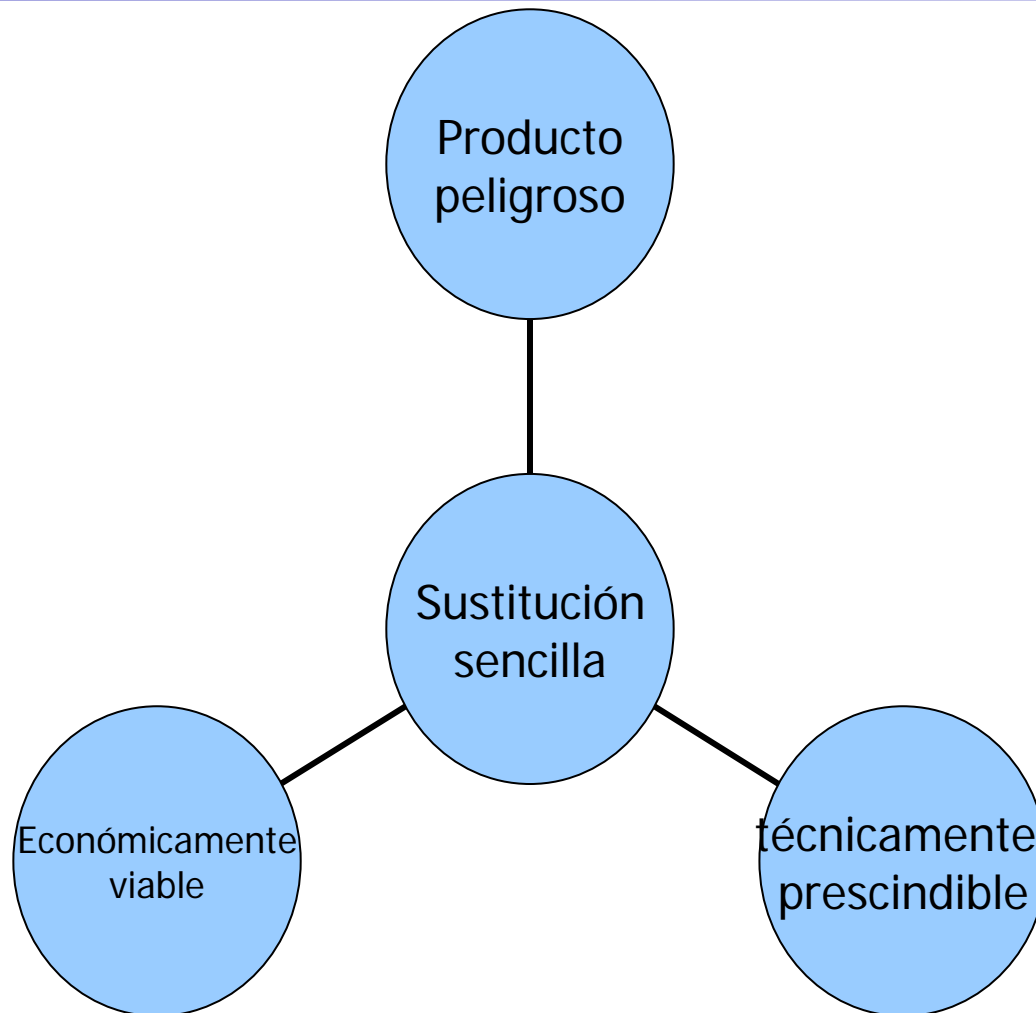 Producto
peligroso
Sustitución
sencilla
Económicamente
viable
técnicamente
prescindible